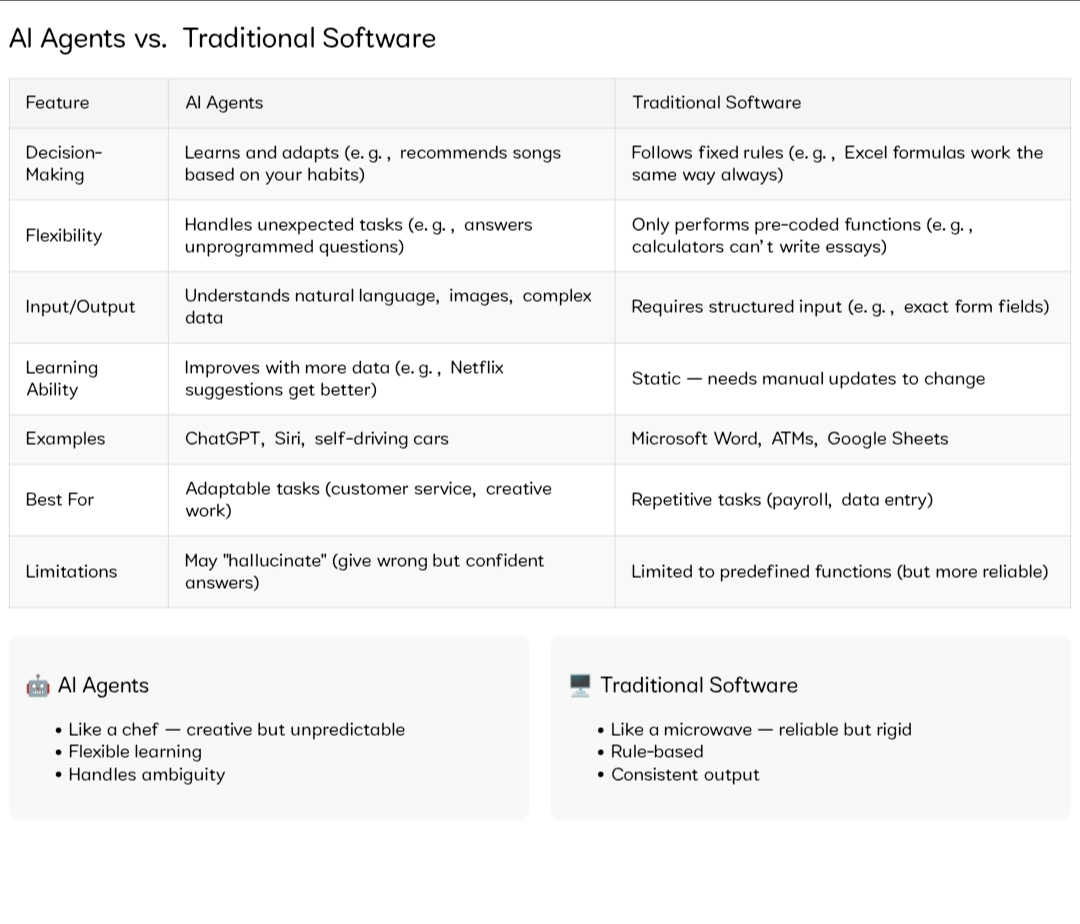 AI Agents vs. Traditional Software
Feature
AI Agents
Traditional Software
Decision-
Making
Learns and adapts (e.g., recommends songs
based on your habits)
Follows fixed rules (e.g., Excel formulas work the
same way always)
Flexibility
Handles unexpected tasks (e.g., answers
unprogrammed questions)
Only performs pre-coded functions (e.g.,
calculators can't write essays)
Input/Output
Understands natural language, images, complex
data
Requires structured input (e.g., exact form fields)
Learning
Ability
Improves with more data (e.g., Netflix
suggestions get better)
Static — needs manual updates to change
Examples
ChatGPT, Siri, self-driving cars
Microsoft Word, ATMs, Google Sheets
Best For
Adaptable tasks (customer service, creative
work)
Repetitive tasks (payroll, data entry)
Limitations
May "hallucinate" (give wrong but confident
answers)
Limited to predefined functions (but more reliable)
🤖 AI Agents
• Like a chef — creative but unpredictable
• Flexible learning
• Handles ambiguity
🖥️ Traditional Software
• Like a microwave — reliable but rigid
• Rule-based
• Consistent output